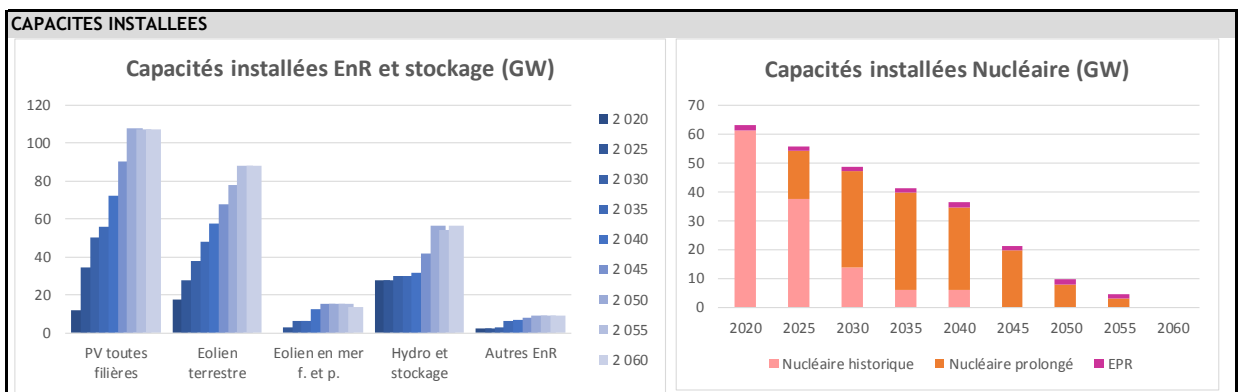 CAPACITES INSTALLEES
Capacités installées EnR et stockage (GW)
120
100
80
60
40
20
0
PV toutes
filières
Eolien
terrestre
Eolien en mer
f. et p.
Hydro et
stockage
Autres EnR
2 020
2 025
2 030
2 035
2 040
2 045
2 050
2 055
2 060
Capacités installées Nucléaire (GW)
70
60
50
40
30
20
10
0
2020 2025 2030 2035 2040 2045 2050 2055 2060
Nucléaire historique Nucléaire prolongé EPR